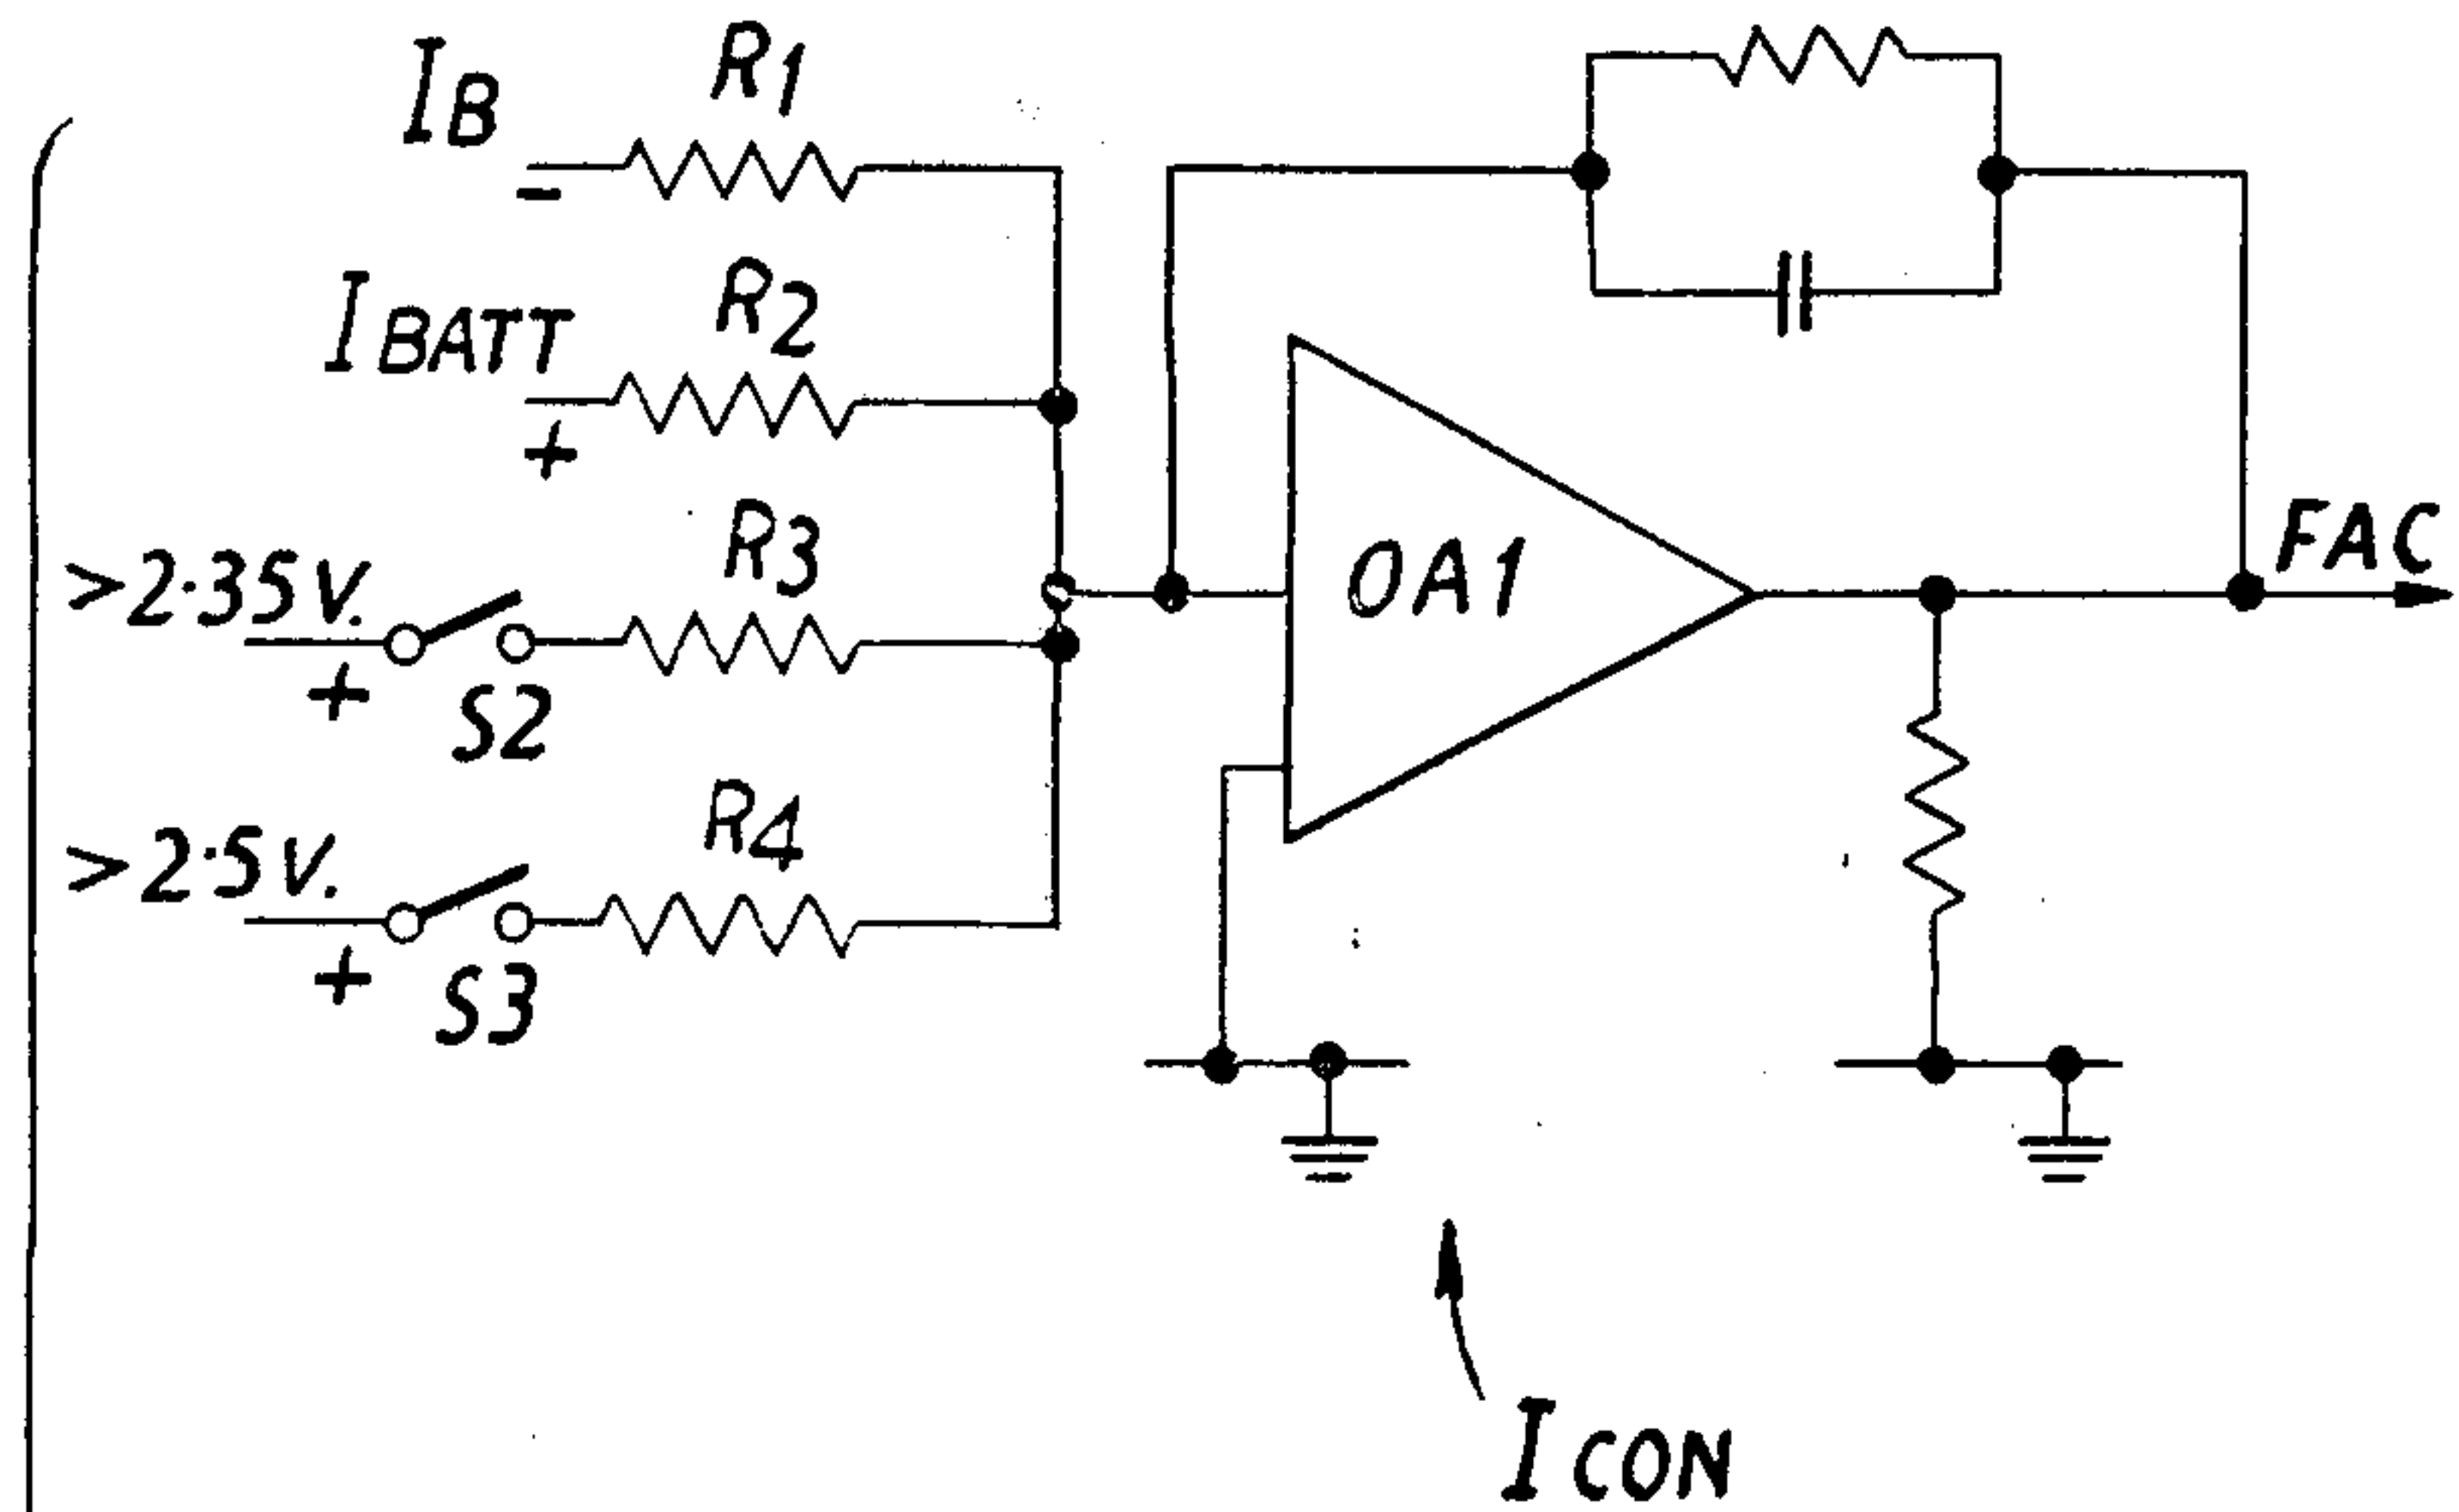 IB
R1
-
IBATT
R2
+
>2·35V.
R3
+
S2
>2·5V.
R4
+
S3
OA1
FAC
ICON